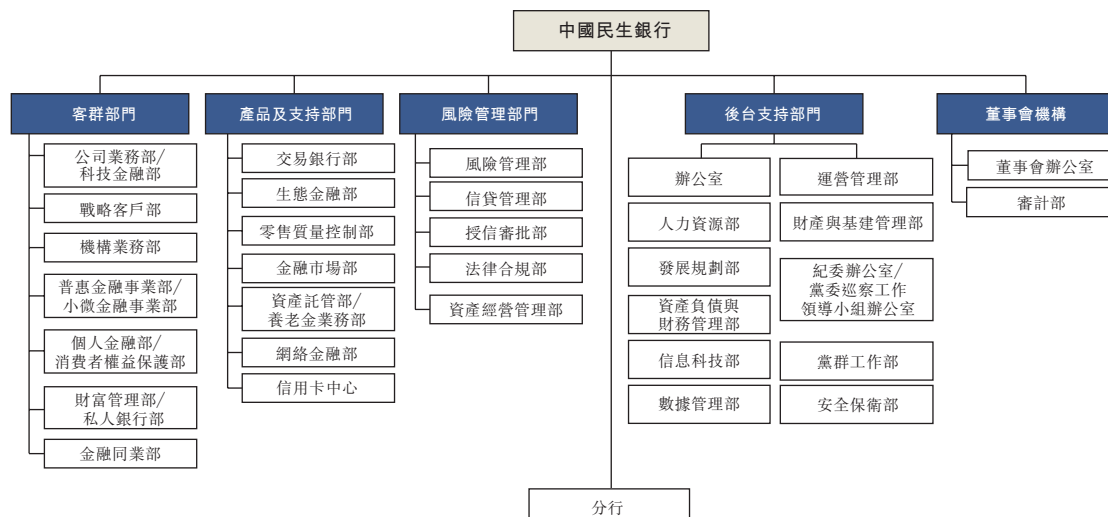 中國民生銀行
客群部門
公司業務部/
科技金融部
戰略客戶部
機構業務部
普惠金融事業部/
小微金融事業部
個人金融部/
消費者權益保護部
財富管理部/
私人銀行部
金融同業部
產品及支持部門
交易銀行部
生態金融部
零售質量控制部
金融市場部
資產託管部/
養老金業務部
網絡金融部
信用卡中心
風險管理部門
風險管理部
信貸管理部
授信審批部
法律合規部
資產經營管理部
後台支持部門
辦公室
人力資源部
發展規劃部
資產負債與
財務管理部
信息科技部
數據管理部
運營管理部
財產與基建管理部
紀委辦公室/
黨委巡察工作
領導小組辦公室
黨群工作部
安全保衛部
董事會機構
董事會辦公室
審計部
分行